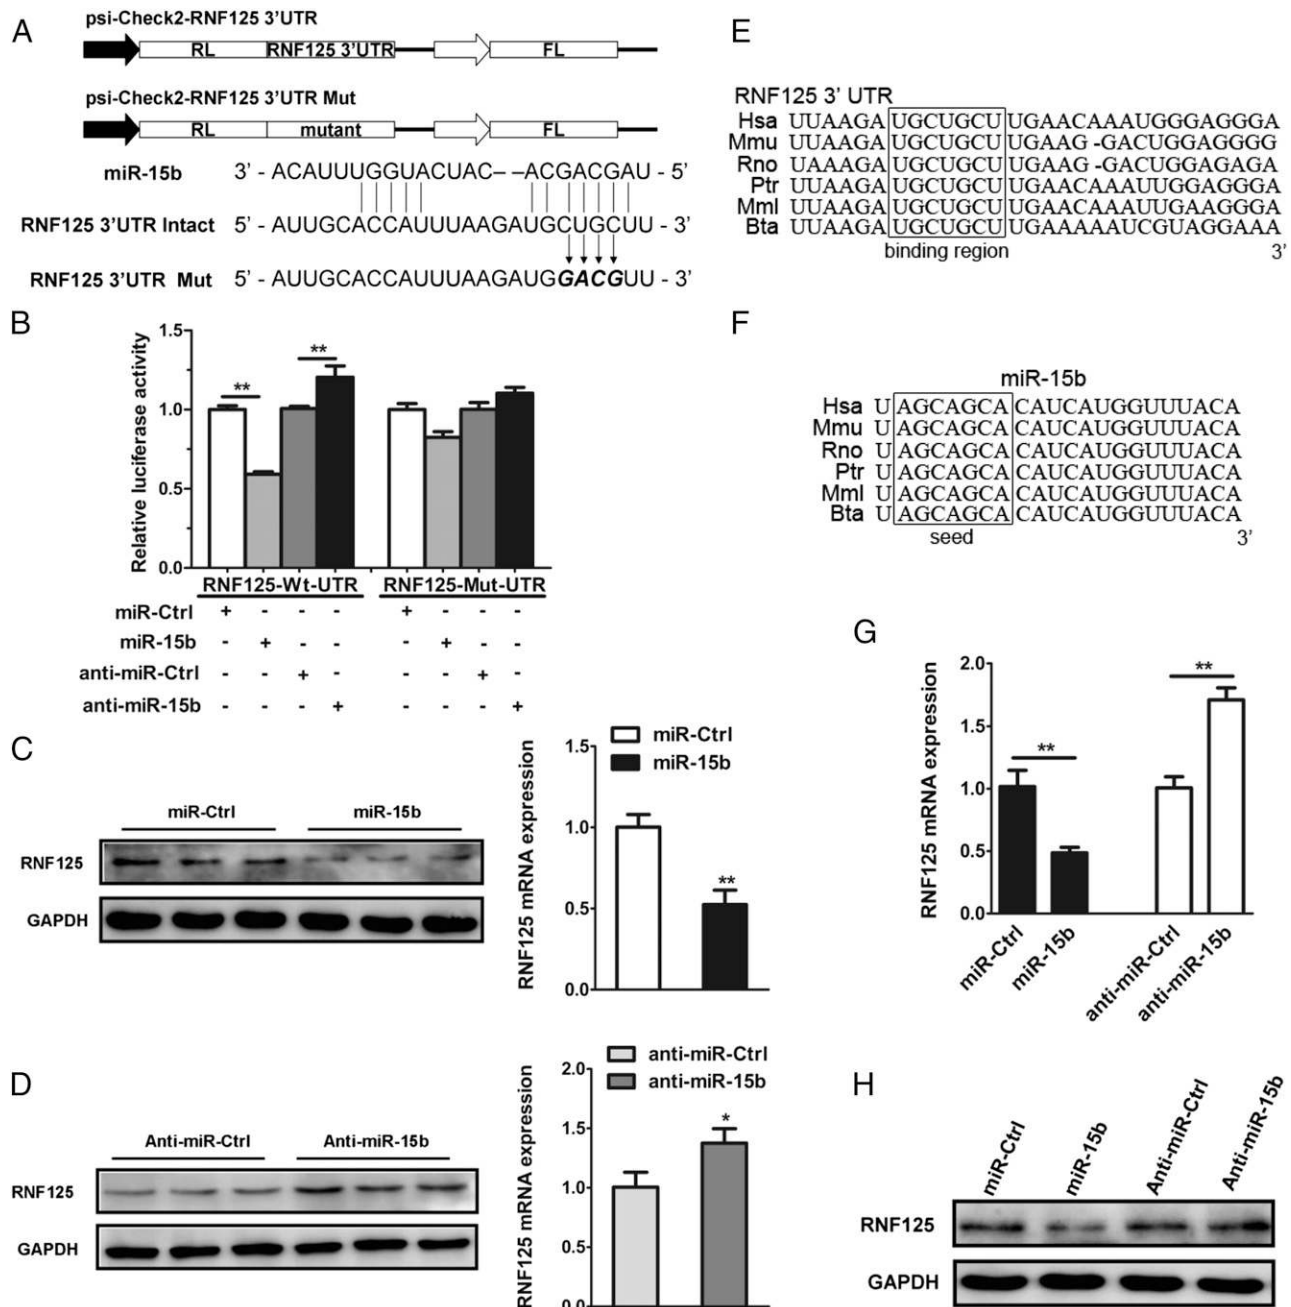 A
psi-Check2-RNF125 3'UTR
RL RNF125 3'UTR FL
psi-Check2-RNF125 3'UTR Mut
RL mutant FL
miR-15b 3' - ACAUUUGGUACUAC--ACGACGAU - 5'
RNF125 3'UTR Intact 5' - AUUGCACCAUUUAAGAUGCUGCUU - 3'
RNF125 3'UTR Mut 5' - AUUGCACCAUUUAAGAUGGACGUU - 3'
B
Relative luciferase activity
1.5
1.0
0.5
0.0
** **
RNF125-Wt-UTR RNF125-Mut-UTR
miR-Ctrl + - - - + - - -
miR-15b - + - - - + - -
anti-miR-Ctrl - - + - - - + -
anti-miR-15b - - - + - - - +
C
miR-Ctrl miR-15b
RNF125
GAPDH
RNF125 mRNA expression
1.5
1.0
0.5
0.0
miR-Ctrl
miR-15b
**
D
Anti-miR-Ctrl Anti-miR-15b
RNF125
GAPDH
RNF125 mRNA expression
2.0
1.5
1.0
0.5
0.0
anti-miR-Ctrl
anti-miR-15b
*
E
RNF125 3' UTR
Hsa UUAAGA UGCUGCU UGAACAAAUGGGAGGGA
Mmu UUAAGA UGCUGCU UGAAG -GACUGGAGGGG
Rno UAAAGA UGCUGCU UGAAG -GACUGGAGAGA
Ptr UUAAGA UGCUGCU UGAACAAAUUGGAGGGA
Mml UUAAGA UGCUGCU UGAACAAAUUGAAGGGA
Bta UUAAGA UGCUGCU UGAAAAAUCGUAGGAAA
binding region 3'
F
miR-15b
Hsa U AGCAGCA CAUCAUGGUUUACA
Mmu U AGCAGCA CAUCAUGGUUUACA
Rno U AGCAGCA CAUCAUGGUUUACA
Ptr U AGCAGCA CAUCAUGGUUUACA
Mml U AGCAGCA CAUCAUGGUUUACA
Bta U AGCAGCA CAUCAUGGUUUACA
seed 3'
G
RNF125 mRNA expression
2.0
1.5
1.0
0.5
0.0
** **
miR-Ctrl miR-15b anti-miR-Ctrl anti-miR-15b
H
miR-Ctrl miR-15b Anti-miR-Ctrl Anti-miR-15b
RNF125
GAPDH